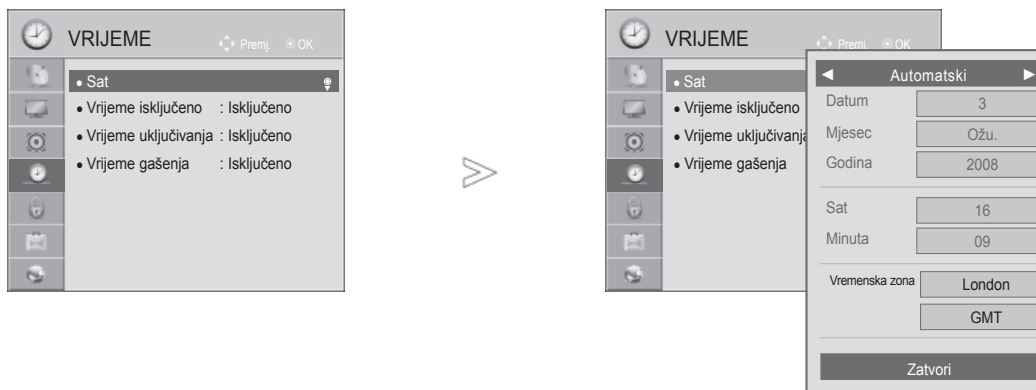 VRIJEME
Premj. OK
• Sat
• Vrijeme isključeno : Isključeno
• Vrijeme uključivanja : Isključeno
• Vrijeme gašenja : Isključeno
VRIJEME
Premj. OK
• Sat
• Vrijeme isključeno
• Vrijeme uključivanja
• Vrijeme gašenja
◄ Automatski ►
Datum 3
Mjesec Ožu.
Godina 2008
Sat 16
Minuta 09
Vremenska zona London
GMT
Zatvori